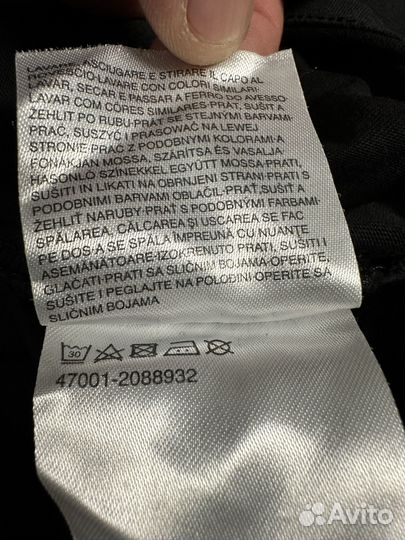 LAVARE, ASCIUGARE E STIRARE IL CAPO AL
ROVESCIO-LAVARE CON COLORI SIMILARI-
LAVAR, SECAR E PASSAR A FERRO DO AVESSO
LAVAR COM CORES SIMILARES-PRAT, SUŠIT A
ŽEHLIT PO RUBU-PRAT SE STEJNÝMI BARVAMI-
PRAĆ, SUSZYĆ I PRASOWAĆ NA LEWEJ
STRONIE-PRAĆ Z PODOBNYMI KOLORAMI-A
FONÁKJÁN MOSSA, SZÁRÍTSA ÉS VASALJA
HASONLÓ SZÍNEKKEL EGYÜTT MOSSA-PRATI,
SUŠITI IN LIKATI NA OBRNJENI STRANI-PRATI S
PODOBNIMI BARVAMI OBLAČIL-PRAŤ, SUŠIŤ A
ŽEHLIŤ NARUBY-PRAŤ S PODOBNÝMI FARBAMI-
SPĂLAREA, CĂLCAREA ŞI USCAREA SE FAC
PE DOS-A SE SPĂLA ÎMPREUNĂ CU NUANŢE
ASEMĂNĂTOARE-IZOKRENUTO PRATI, SUŠITI I
GLAČATI-PRATI SA SLIČNIM BOJAMA-OPERITE,
SUŠITE I PEGLAJTE NA POLEĐINI-OPERITE SA
SLIČNIM BOJAMA
30
47001-2088932
Avito